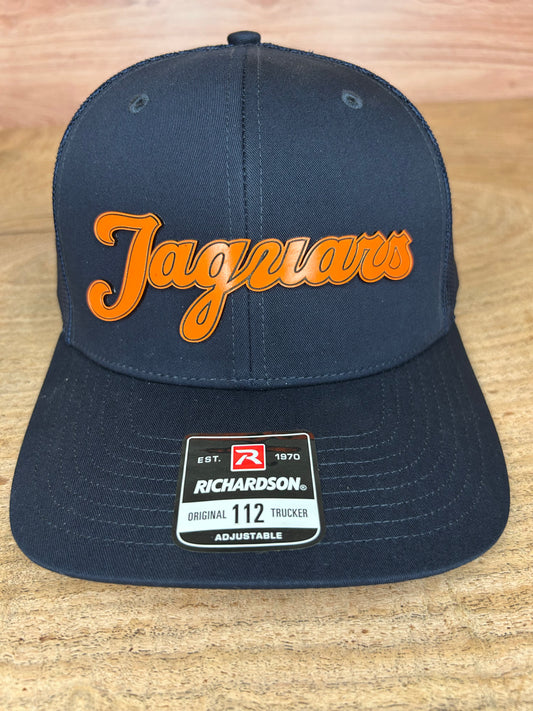 Jaguars
EST. R 1970
RICHARDSON®
ORIGINAL 112 TRUCKER
ADJUSTABLE